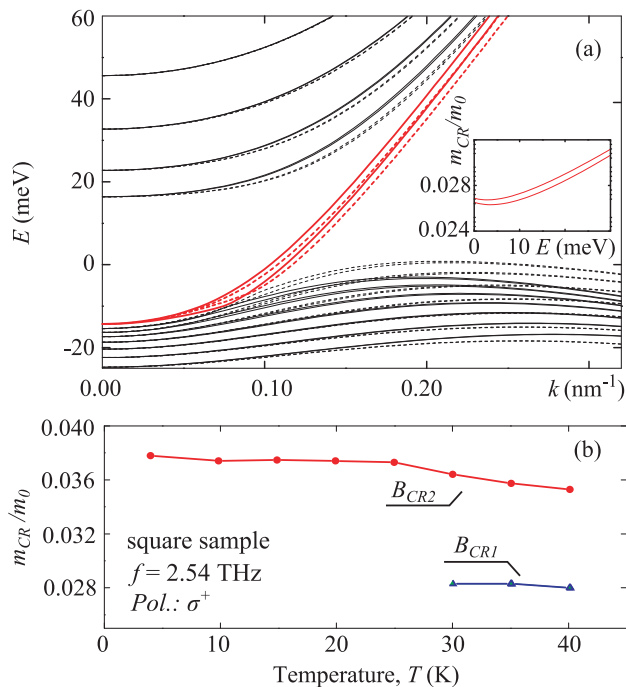 60
(a)
40
20
0
-20
E (meV)
m_CR/m_0
0.028
0.024
0 10 E (meV)
0.00 0.10 0.20 k (nm⁻¹)
0.040
(b)
0.036
B_CR2
m_CR/m_0
0.032
square sample
B_CR1
f = 2.54 THz
0.028
Pol.: σ⁺
0 10 20 30 40
Temperature, T (K)